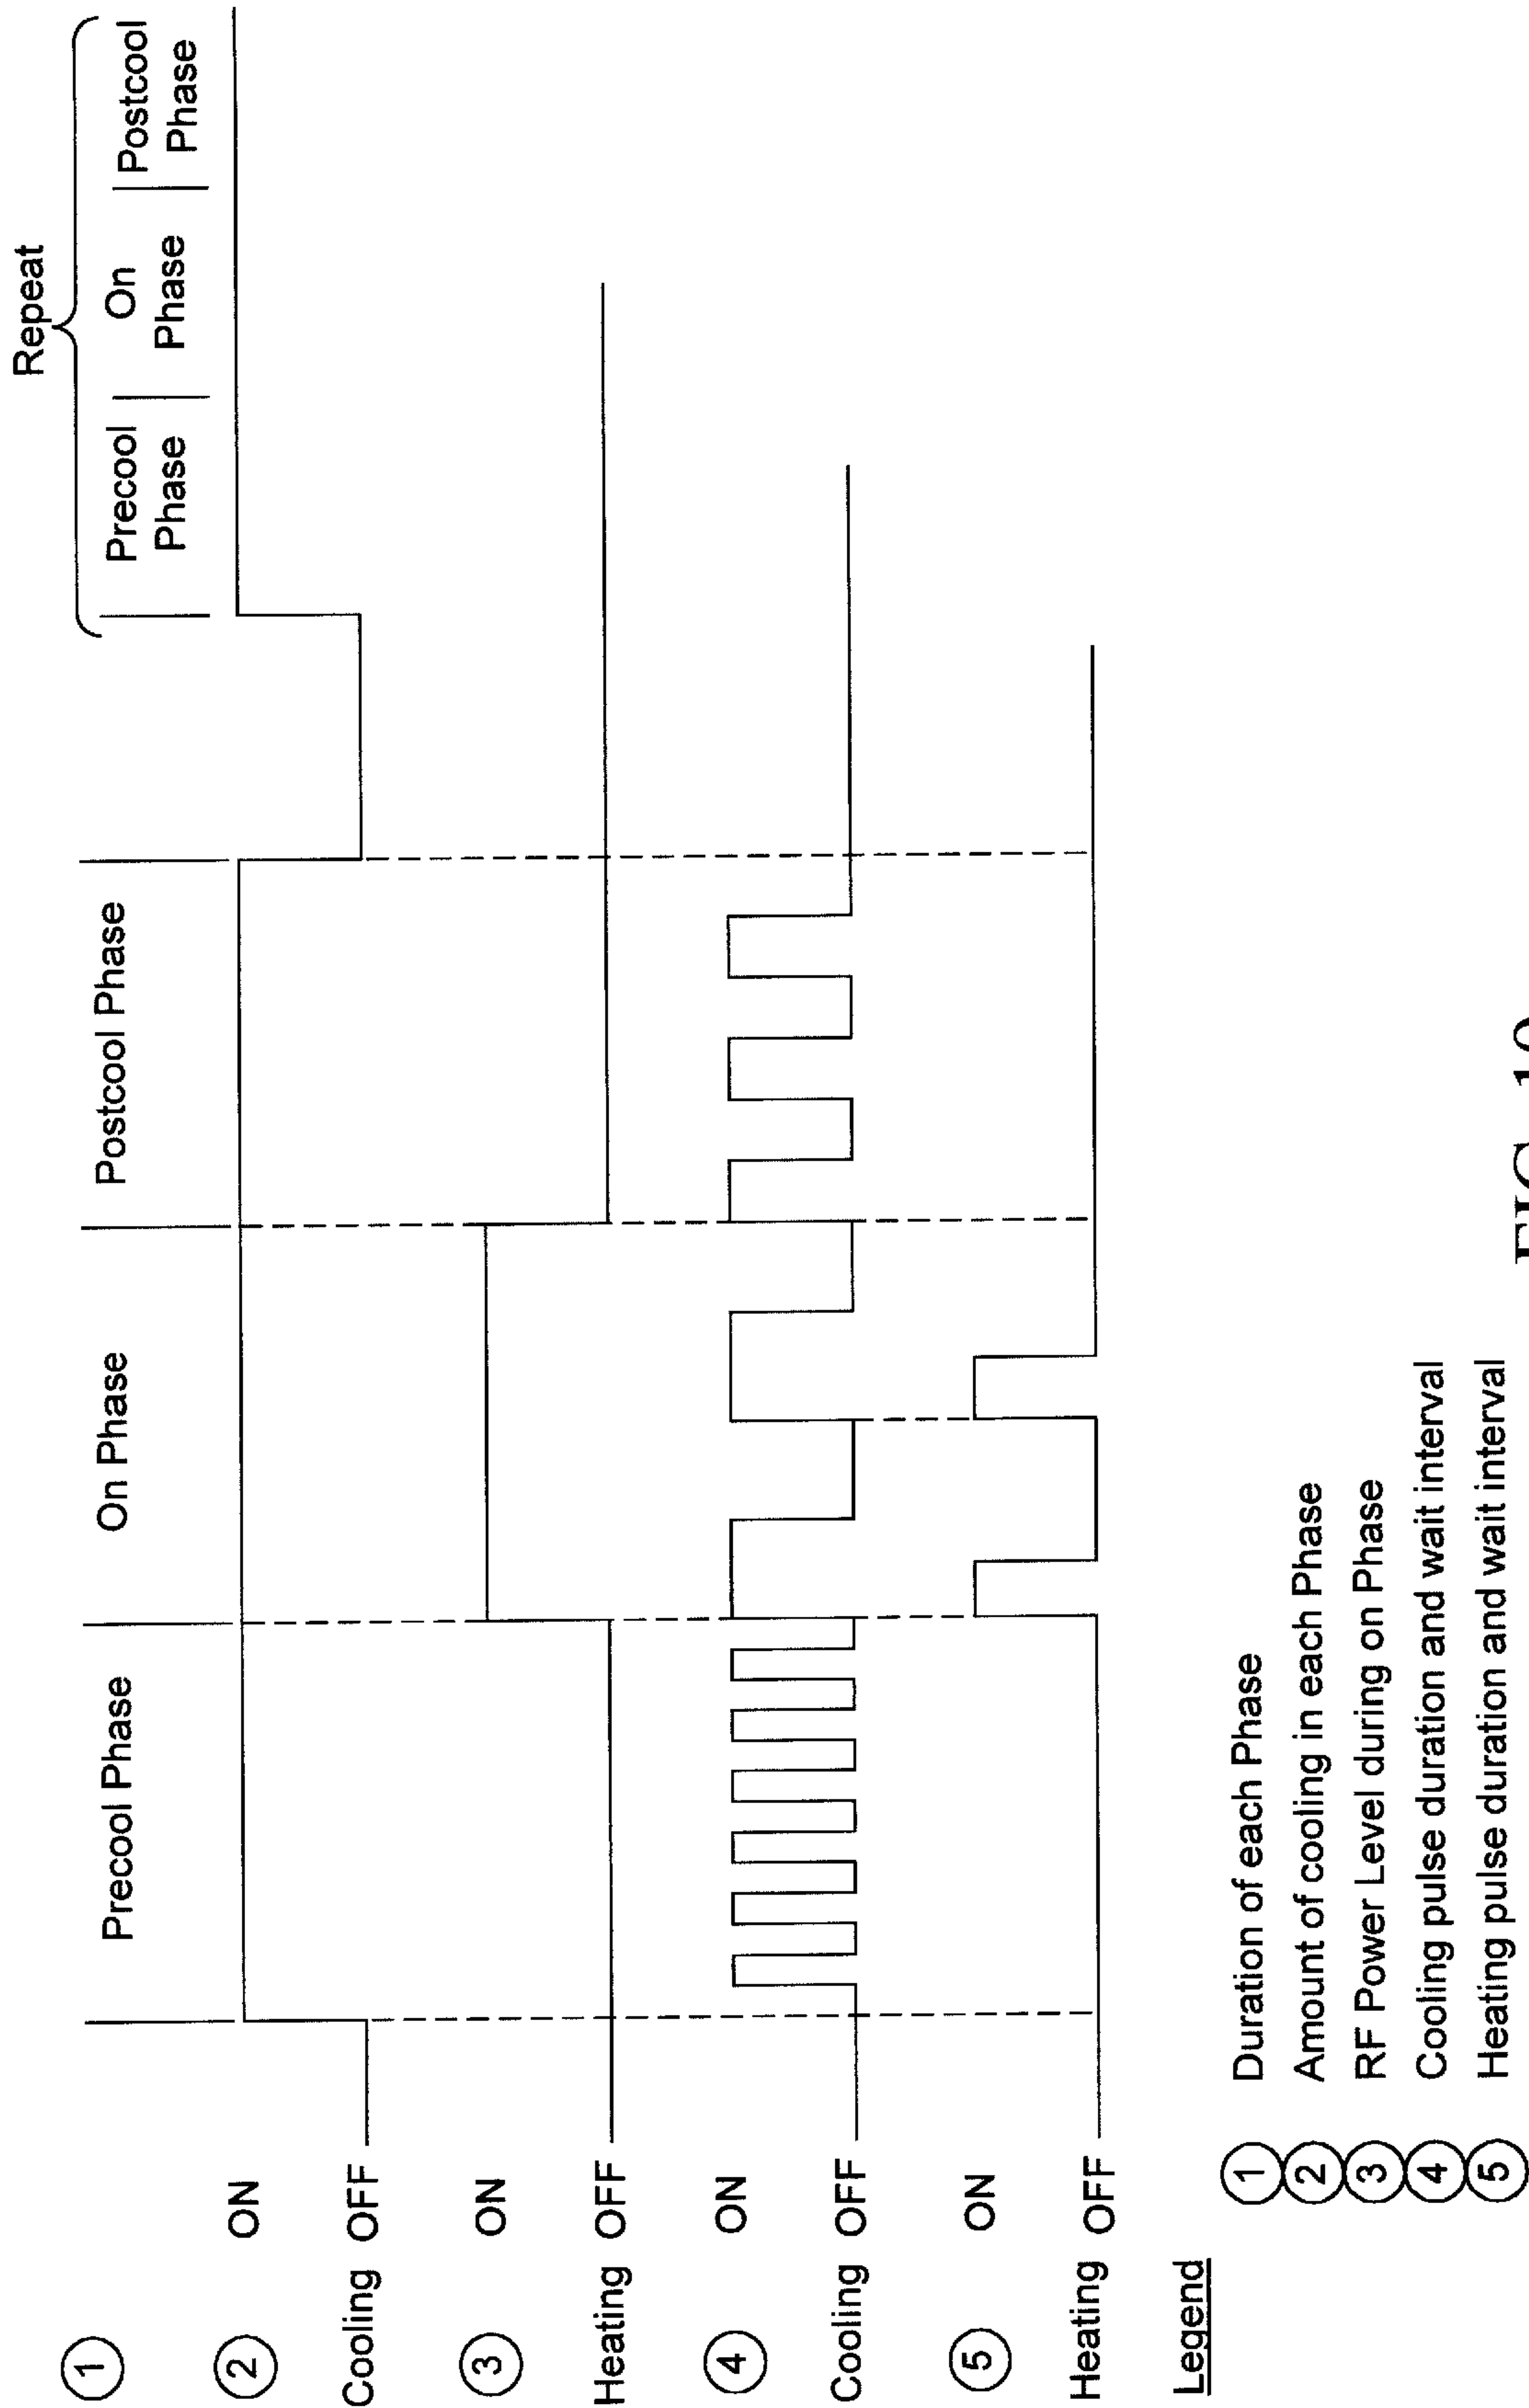 Repeat
① Precool Phase On Phase Postcool Phase Precool On Postcool
Phase Phase Phase
② ON
Cooling OFF
③ ON
Heating OFF
④ ON
Cooling OFF
⑤ ON
Heating OFF
Legend
① Duration of each Phase
② Amount of cooling in each Phase
③ RF Power Level during on Phase
④ Cooling pulse duration and wait interval
⑤ Heating pulse duration and wait interval